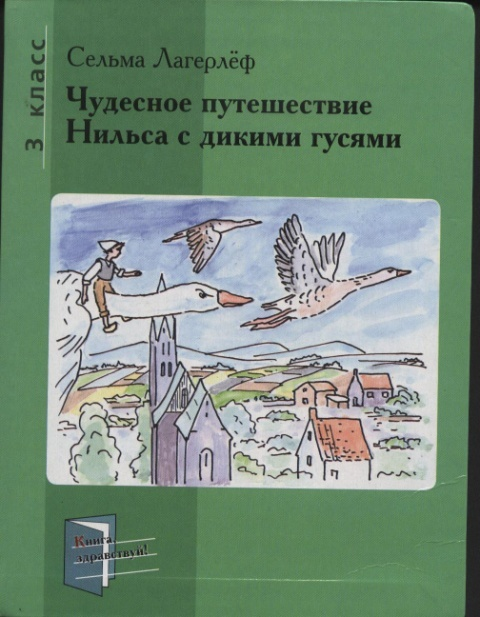 3 класс
Сельма Лагерлёф
Чудесное путешествие
Нильса с дикими гусями
Книга,
здравствуй!